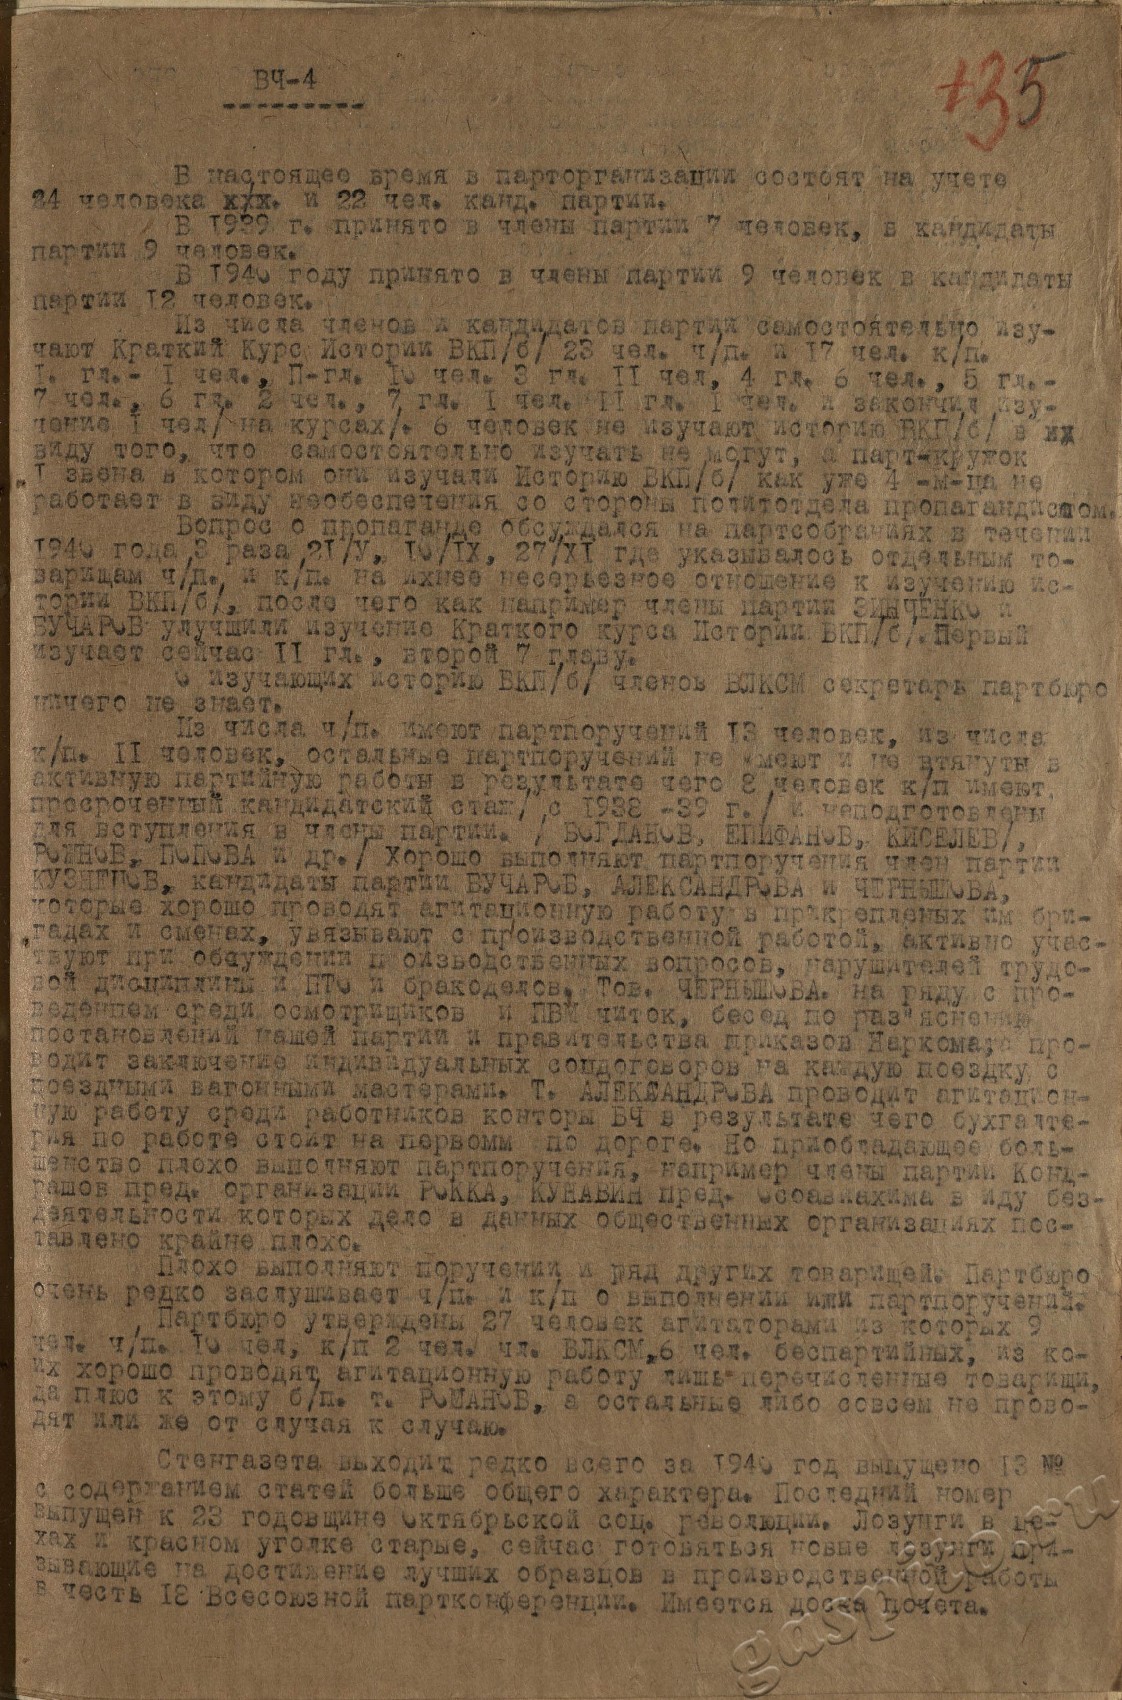 ВЧ-4
35
В настоящее время в парторганизации состоят на учете
24 человека ххх. и 22 чел. канд. партии.
В 1939 г. принято в члены партии 7 человек, в кандидаты
партии 9 человек.
В 1940 году принято в члены партии 9 человек в кандидаты
партии 12 человек.
Из числа членов и кандидатов партии самостоятельно изу-
чают Краткий Курс Истории ВКП/б/ 23 чел. ч/п. и 17 чел. к/п.
I. гл.- I чел., П-гл. 10 чел. 3 гл. II чел, 4 гл. 6 чел., 5 гл.-
7 чел., 6 гл. 2 чел., 7 гл. I чел. II гл. I чел. и закончил изу-
чение I чел/ на курсах/. 6 человек не изучают историю ВКП/б/ в их
виду того, что самостоятельно изучать не могут, а парт-кружок
I звена в котором они изучали Историю ВКП/б/ как уже 4 -м-ца не
работает в виду необеспечения со стороны политотдела пропагандистом.
Вопрос о пропаганде обсуждался на партсобраниях в течении
1940 года 3 раза 21/У, 10/IX, 27/XI где указывалось отдельным то-
варищам ч/п. и к/п. на ихнее несерьезное отношение к изучению ис-
тории ВКП/б/, после чего как например члены партии ЗИНЧЕНКО и
БУЧАРОВ улучшили изучение Краткого курса Истории ВКП/б/. Первый
изучает сейчас II гл., второй 7 главу.
О изучающих историю ВКП/б/ членов ВЛКСМ секретарь партбюро
ничего не знает.
Из числа ч/п. имеют партпоручений 13 человек, из числа
к/п. II человек, остальные партпоручений не имеют и не втянуты в
активную партийную работы в результате чего 8 человек к/п имеют,
просроченный кандидатский стаж/ с 1938 -39 г./ и неподготовлены
для вступления в члены партии. / БОГДАНОВ, ЕПИФАНОВ, КИСЕЛЕВ/,
РОЖНОВ, ПОПОВА и др./ Хорошо выполняют партпоручения член партии
КУЗНЕЦОВ, кандидаты партии БУЧАРОВ, АЛЕКСАНДРОВА и ЧЕРНЫШОВА,
которые хорошо проводят агитационную работу в прикрепленых им бри-
гадах и сменах, увязывают с производственной работой, активно учас-
твуют при обсуждении п оизводственных вопросов, нарушителей трудо-
вой дисциплины и ПТЭ и бракоделов. Тов. ЧЕРНЫШОВА. на ряду с про-
ведением среди осмотрщиков и ПВМ читок, бесед по раз"яснению
постановлений нашей партии и правительства приказов Наркома, про-
водит заключение индивидуальных соцдоговоров на каждую поездку с
поездными вагонными мастерами. Т. АЛЕКСАНДРОВА проводит агитацион-
ную работу среди работников конторы ВЧ в результате чего бухгалте-
рия по работе стоит на первомм по дороге. Но приобладающее боль-
шенство плохо выполняют партпоручения, например члены партии Конд-
рашов пред. организации РОККА, КУНАВИН пред. Осоавиахима в иду без-
деятельности которых дело в данных общественных организациях пос-
тавлено крайне плохо.
Плохо выполняют поручении и ряд других товарищей. Партбюро
очень редко заслушивает ч/п. и к/п о выполнении ими партпоручений.
Партбюро утверждены 27 человек агитаторами из которых 9
чел. ч/п. 10 чел, к/п 2 чел. чл. ВЛКСМ,6 чел. беспартийных, из ко-
их хорошо проводят агитационную работу лишь перечисленные товарищи,
да плюс к этому б/п. т. РОМАНОВ, а остальные либо совсем не прово-
дят или же от случая к случаю.
Стенгазета выходит редко всего за 1940 год выпущено 13 №
с содержанием статей больше общего характера. Последний номер
выпущен к 23 годовщине Октябрьской соц. революции. Лозунги в це-
хах и красном уголке старые, сейчас готовяться новые лозунги при-
зывающие на достижение лучших образцов в производственной работы
в честь 18 Всесоюзной партконференции. Имеется доска почета.